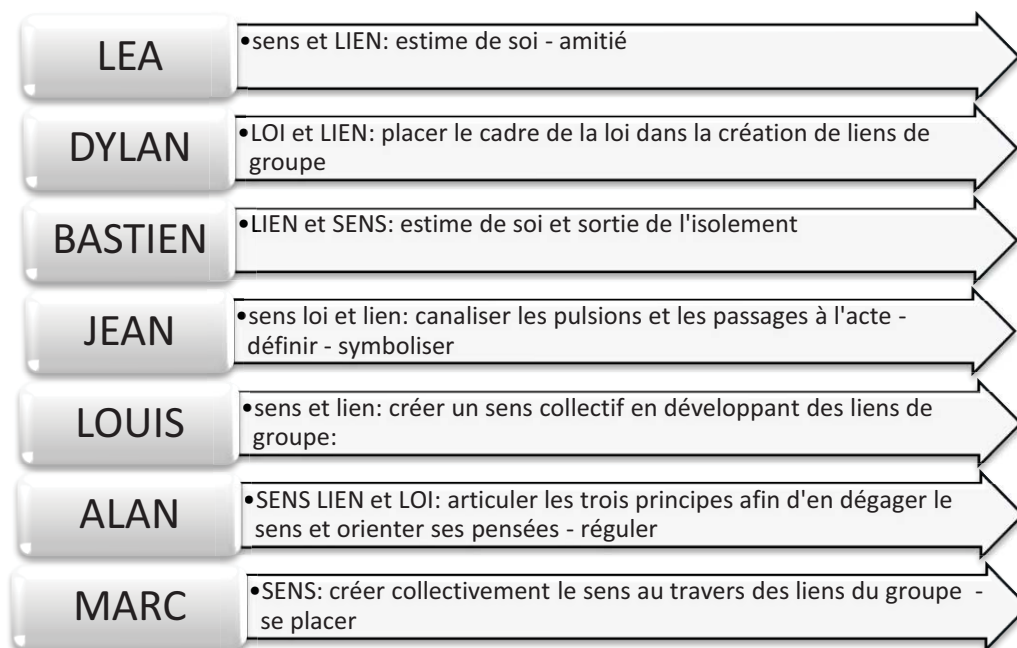 LEA
•sens et LIEN: estime de soi - amitié
DYLAN
•LOI et LIEN: placer le cadre de la loi dans la création de liens de
groupe
BASTIEN
•LIEN et SENS: estime de soi et sortie de l'isolement
JEAN
•sens loi et lien: canaliser les pulsions et les passages à l'acte -
définir - symboliser
LOUIS
•sens et lien: créer un sens collectif en développant des liens de
groupe:
ALAN
•SENS LIEN et LOI: articuler les trois principes afin d'en dégager le
sens et orienter ses pensées - réguler
MARC
•SENS: créer collectivement le sens au travers des liens du groupe -
se placer